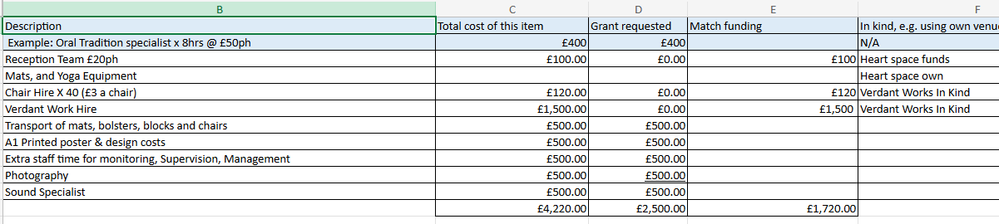 B C D E F
Description Total cost of this item Grant requested Match funding In kind, e.g. using own venu
Example: Oral Tradition specialist x 8hrs @ £50ph £400 £400 N/A
Reception Team £20ph £100.00 £0.00 £100 Heart space funds
Mats, and Yoga Equipment Heart space own
Chair Hire X 40 (£3 a chair) £120.00 £0.00 £120 Verdant Works In Kind
Verdant Work Hire £1,500.00 £0.00 £1,500 Verdant Works In Kind
Transport of mats, bolsters, blocks and chairs £500.00 £500.00
A1 Printed poster & design costs £500.00 £500.00
Extra staff time for monitoring, Supervision, Management £500.00 £500.00
Photography £500.00 £500.00
Sound Specialist £500.00 £500.00
£4,220.00 £2,500.00 £1,720.00